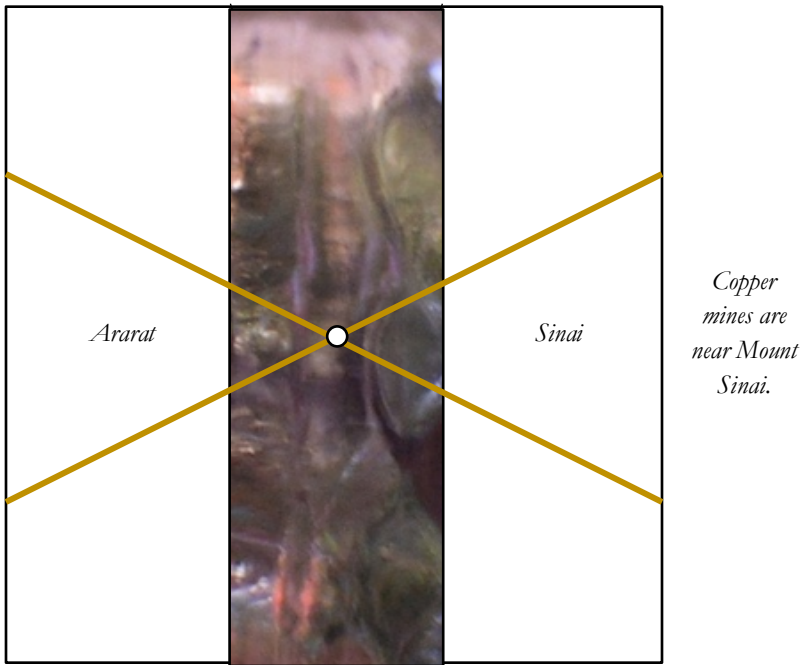 Ararat
Sinai
Copper
mines are
near Mount
Sinai.